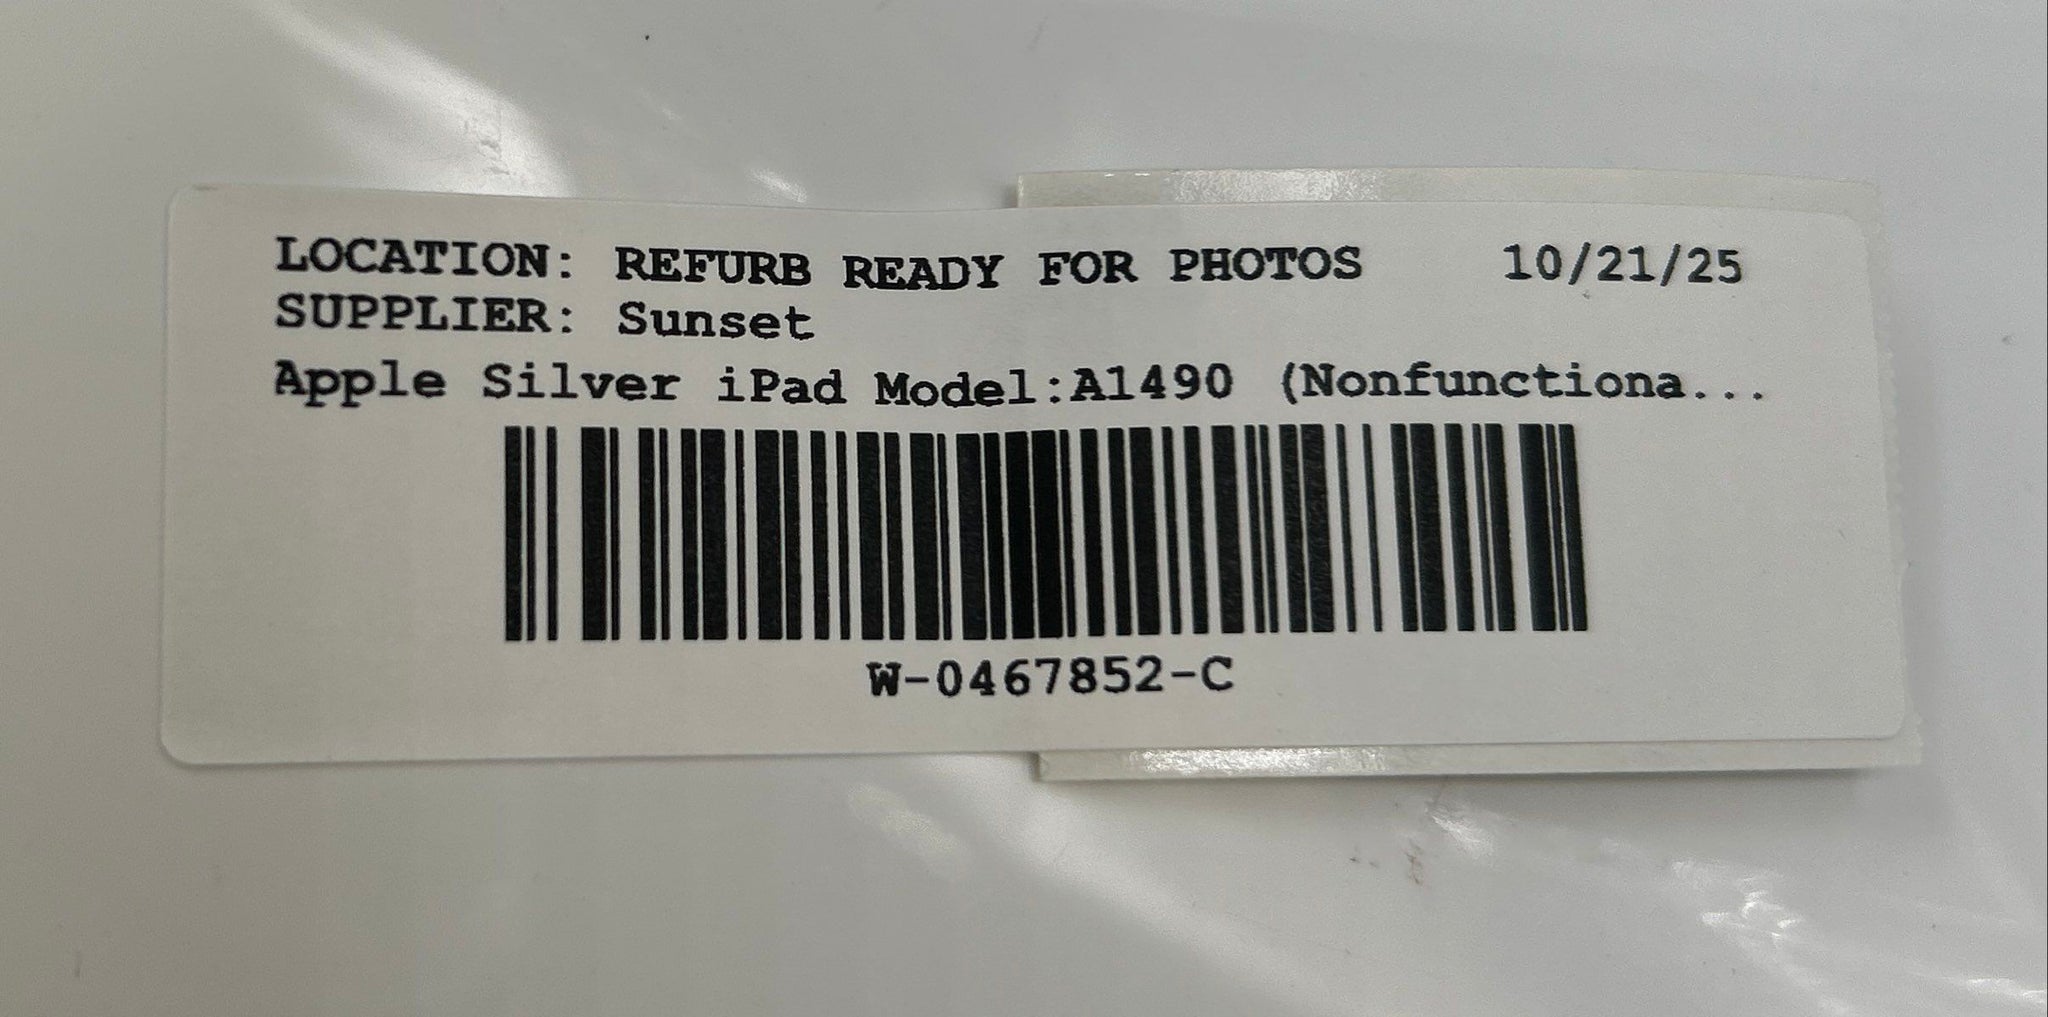 LOCATION: REFURB READY FOR PHOTOS 10/21/25
SUPPLIER: Sunset
Apple Silver iPad Model:A1490 (Nonfunctiona...
W-0467852-C